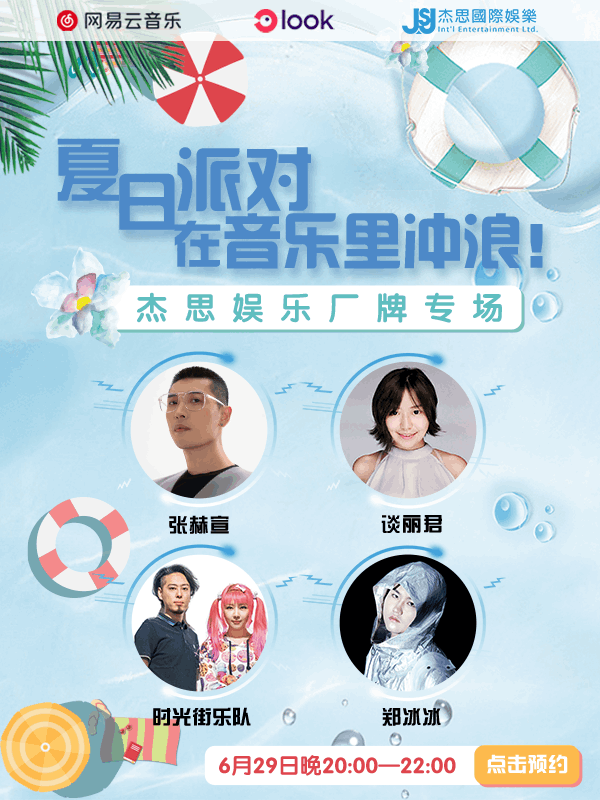 网易云音乐
look
JSJ 杰思國際娛樂
Int'l Entertainment Ltd.
夏日派对
在音乐里冲浪!
杰思娱乐厂牌专场
张赫宣
谈丽君
时光街乐队
郑冰冰
6月29日晚20:00—22:00
点击预约